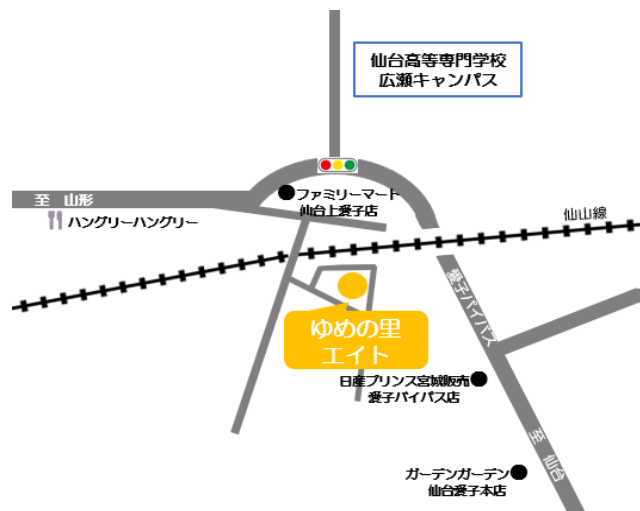 仙台高等専門学校
広瀬キャンパス
至 山形
ファミリーマート
仙台上愛子店
ハングリーハングリー
仙山線
愛子バイパス
ゆめの里
エイト
日産プリンス宮城販売
愛子バイパス店
至 仙台
ガーデンガーデン
仙台愛子本店